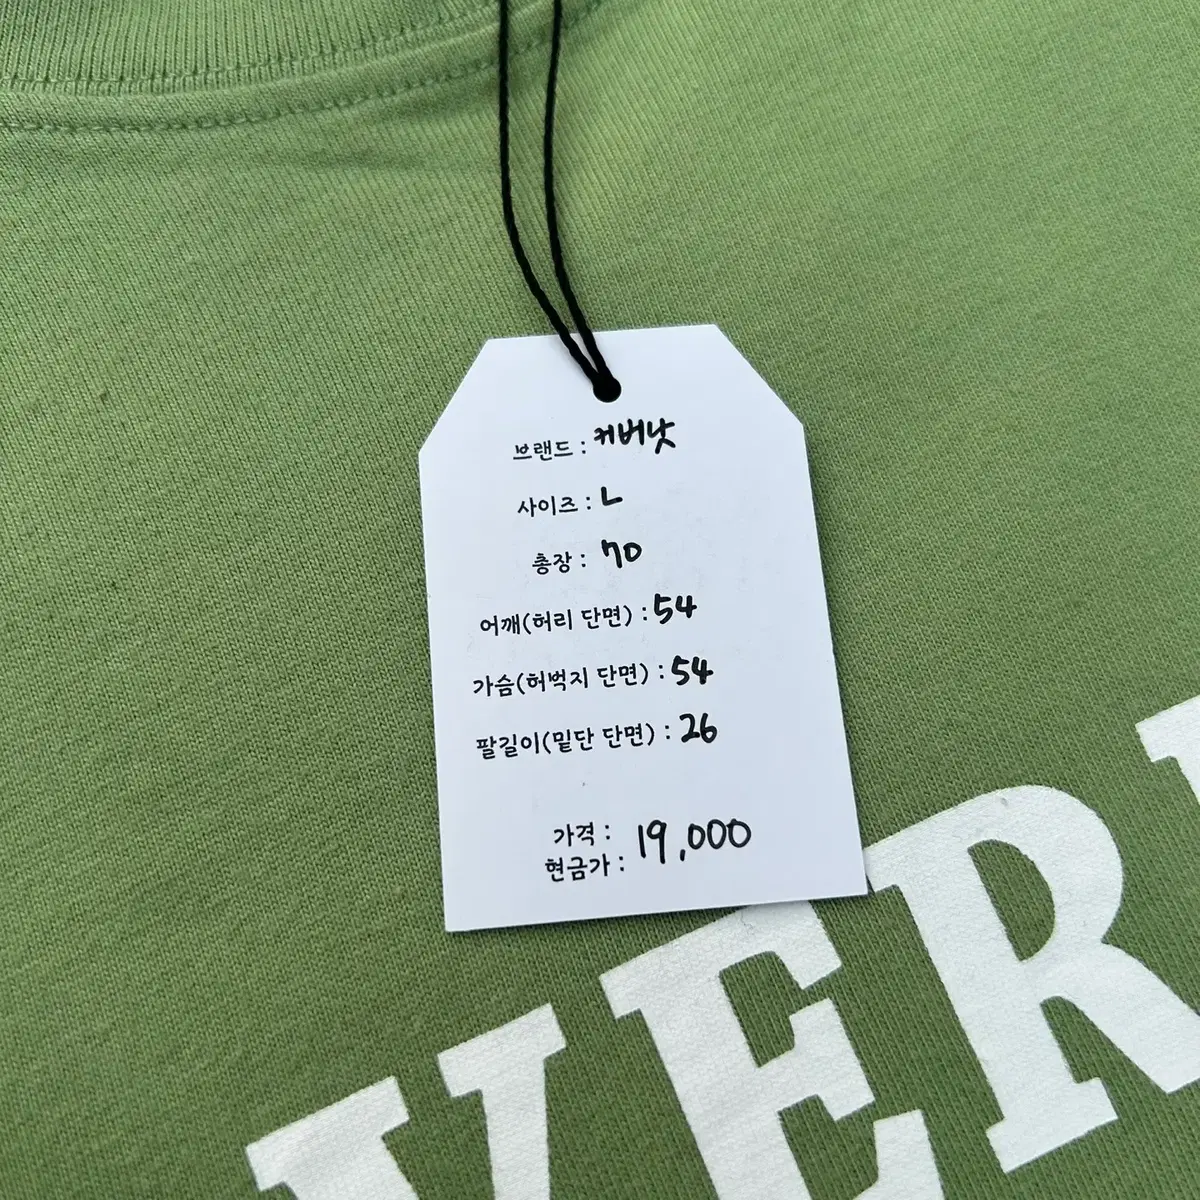 브랜드 : 커버낫
사이즈 : L
총장 : 70
어깨(허리 단면) : 54
가슴(허벅지 단면) : 54
팔길이(밑단 단면) : 26
가격 :
현금가 : 19,000
VER